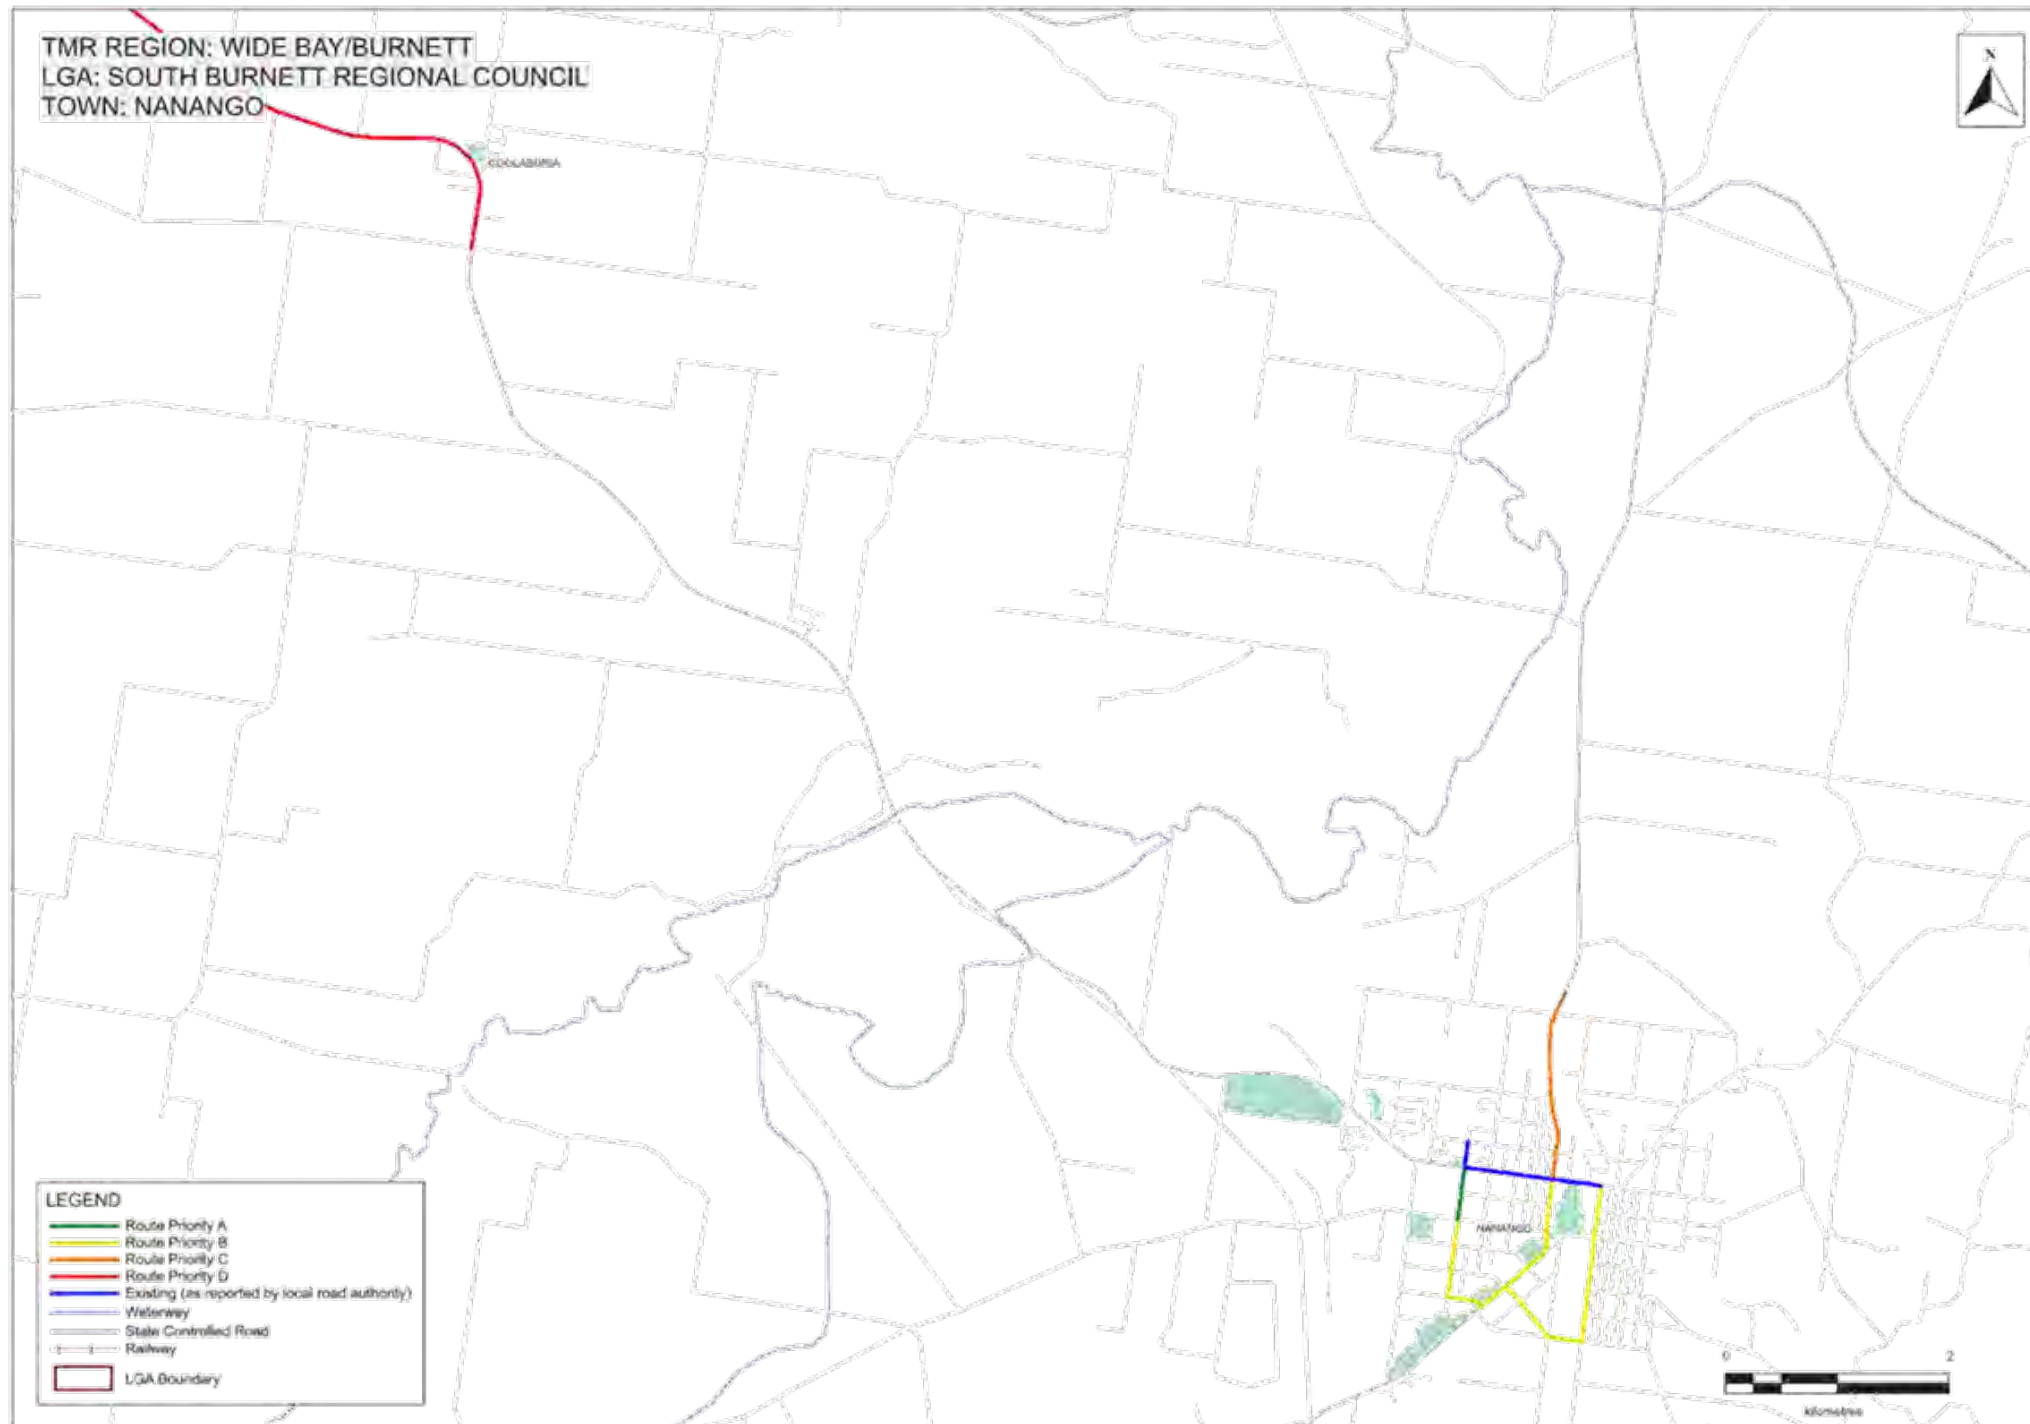 TMR REGION: WIDE BAY/BURNETT
LGA: SOUTH BURNETT REGIONAL COUNCIL
TOWN: NANANGO
N
COOLABUNIA
NANANGO
LEGEND
Route Priority A
Route Priority B
Route Priority C
Route Priority D
Existing (as reported by local road authority)
Waterway
State Controlled Road
Railway
LGA Boundary
0 2
kilometres